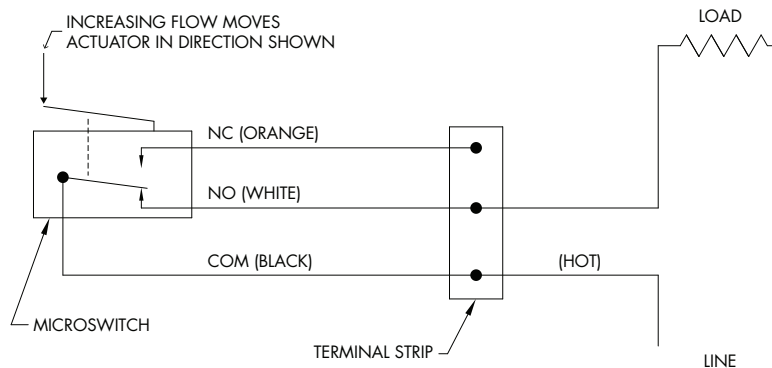 INCREASING FLOW MOVES
ACTUATOR IN DIRECTION SHOWN
LOAD
NC (ORANGE)
NO (WHITE)
COM (BLACK)
(HOT)
MICROSWITCH
TERMINAL STRIP
LINE